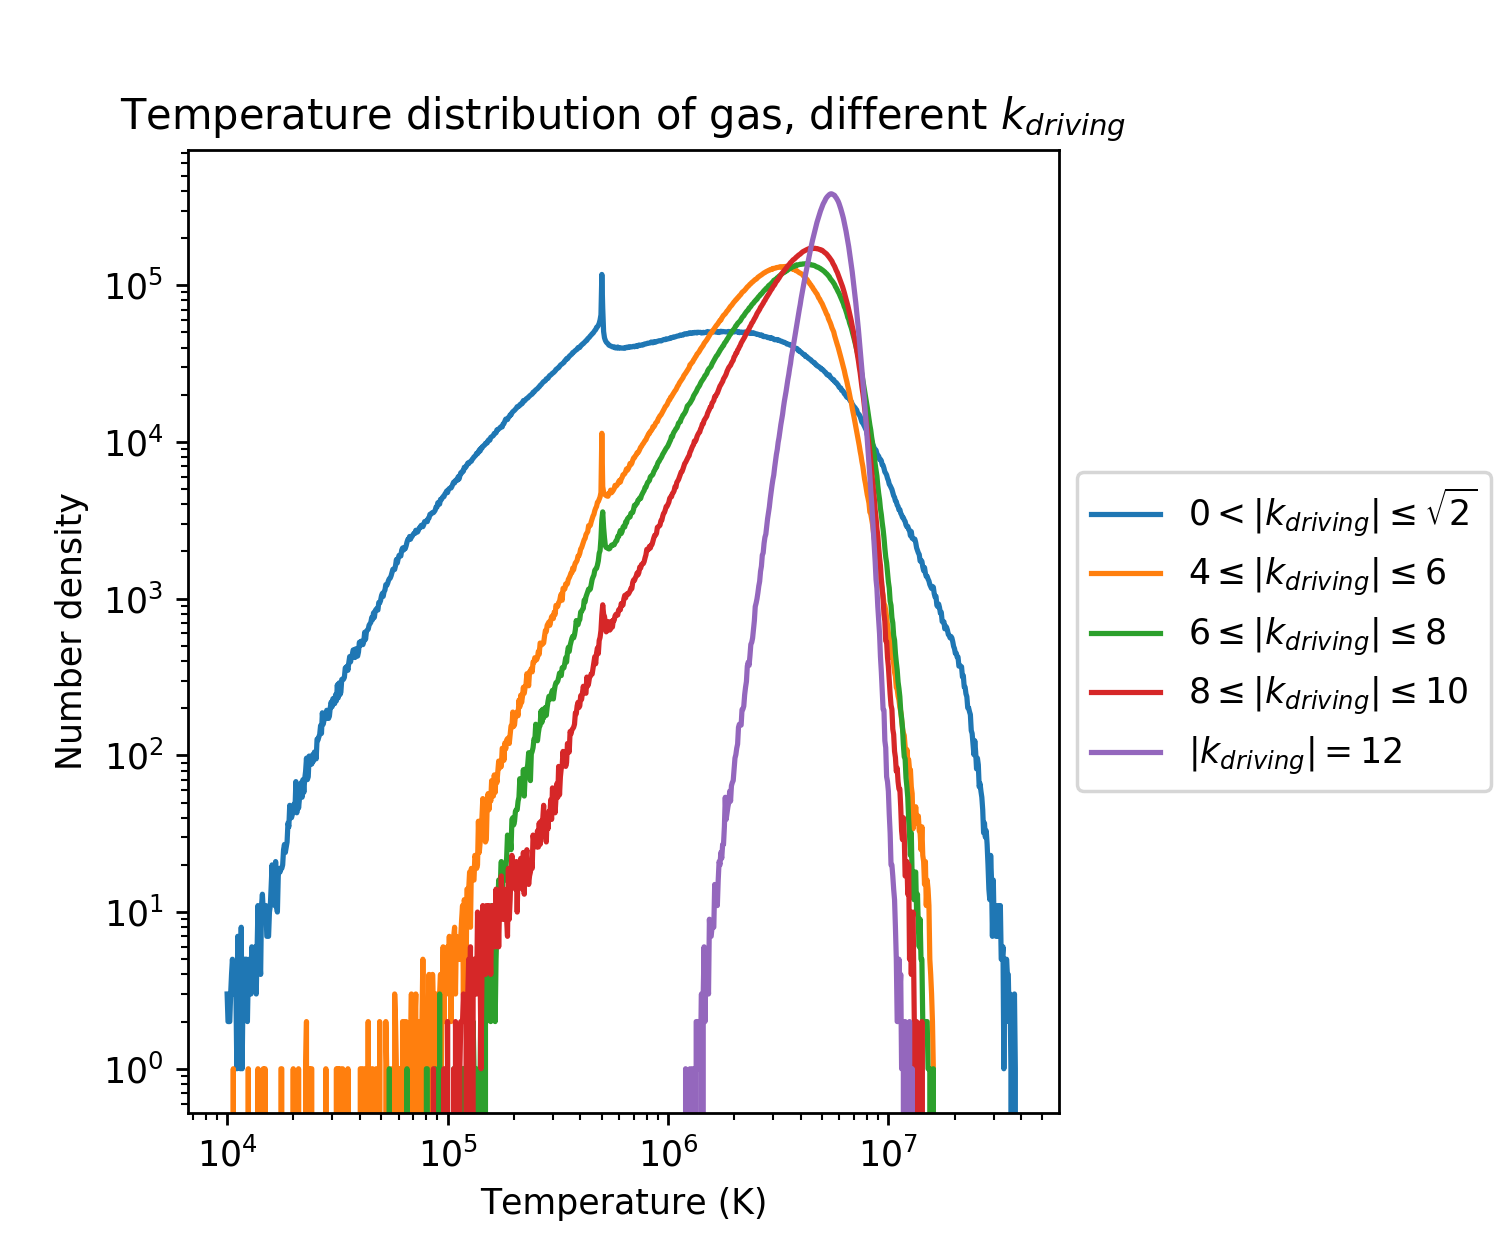 Temperature distribution of gas, different k_driving
Number density
10^5
10^4
10^3
10^2
10^1
10^0
10^4 10^5 10^6 10^7
Temperature (K)
0 < |k_driving| ≤ √2
4 ≤ |k_driving| ≤ 6
6 ≤ |k_driving| ≤ 8
8 ≤ |k_driving| ≤ 10
|k_driving| = 12